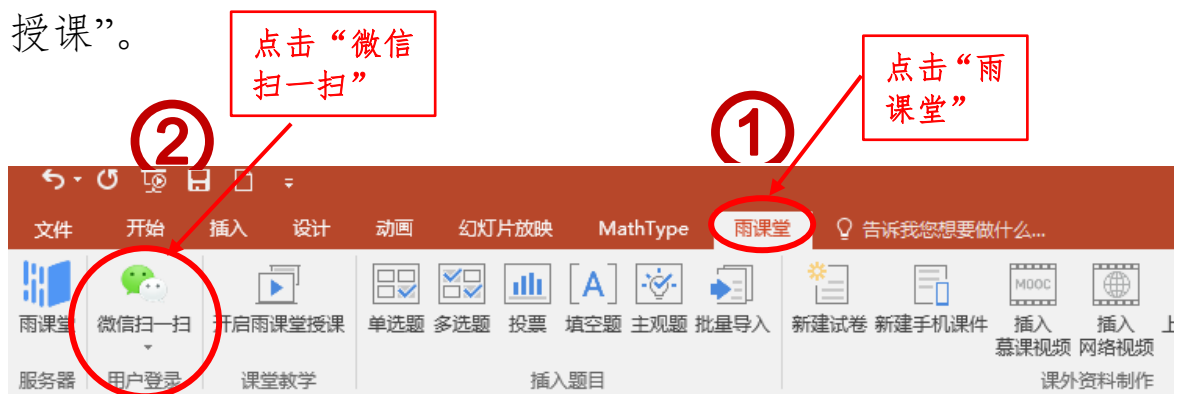 授课”。
点击“微信
扫一扫”
点击“雨
课堂”
②
①
文件 开始 插入 设计 动画 幻灯片放映 MathType 雨课堂 告诉我您想要做什么...
A MOOC
雨课堂 微信扫一扫 开启雨课堂授课 单选题 多选题 投票 填空题 主观题 批量导入 新建试卷 新建手机课件 插入 插入
慕课视频 网络视频
服务器 用户登录 课堂教学 插入题目 课外资料制作